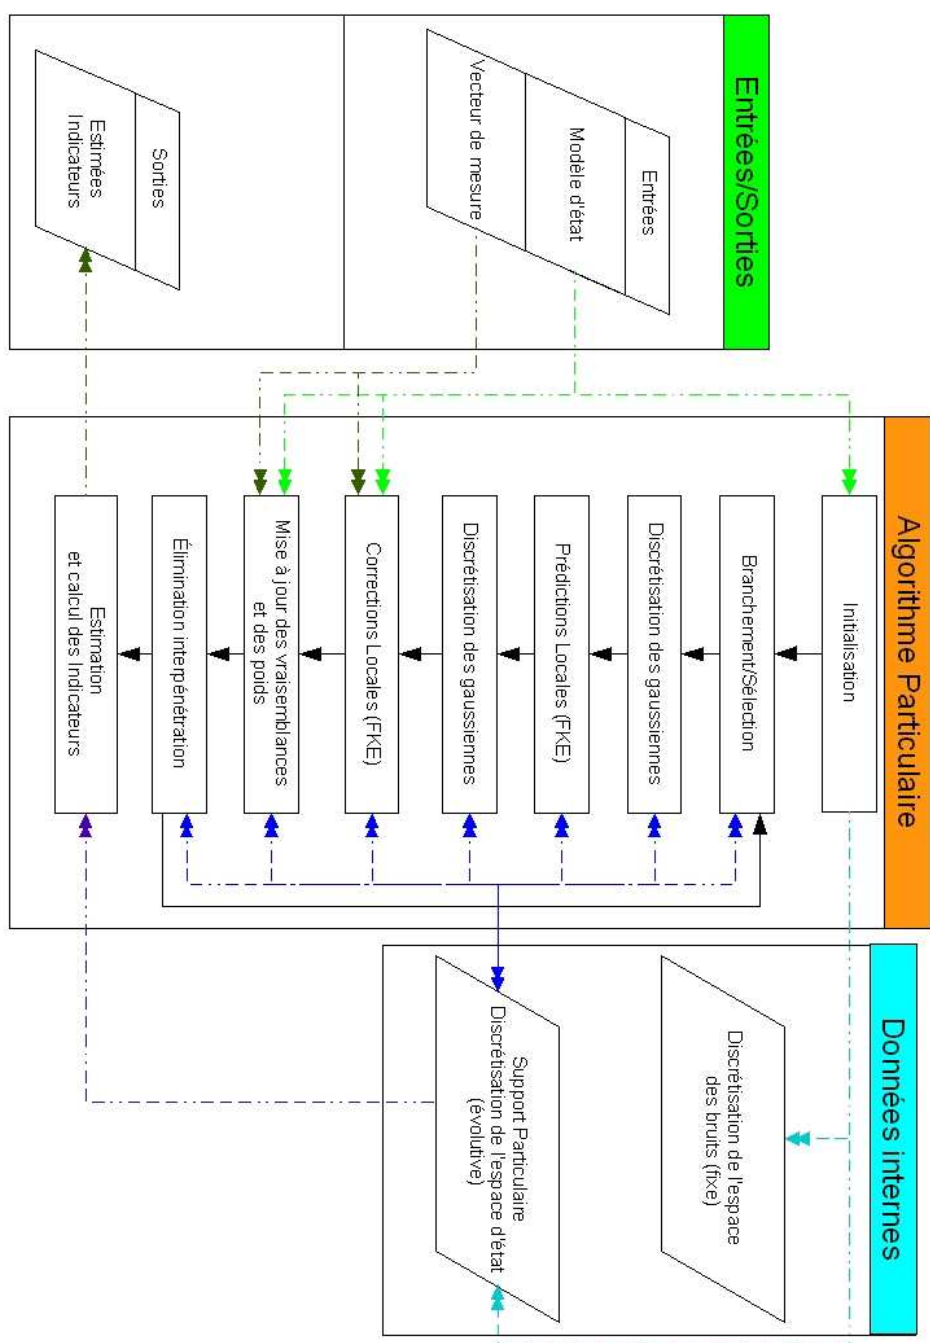 Entrées/Sorties
Entrées
Modèle d'état
Vecteur de mesure
Sorties
Estimées
Indicateurs
Algorithme Particulaire
Initialisation
Branchement/Sélection
Discrétisation des gaussiennes
Prédictions Locales (FKE)
Discrétisation des gaussiennes
Corrections Locales (FKE)
Mise à jour des vraisemblances
et des poids
Élimination interpénétration
Estimation
et calcul des Indicateurs
Données internes
Discrétisation de l'espace
des bruits (fixe)
Support Particulaire
Discrétisation de l'espace d'état
(évolutive)